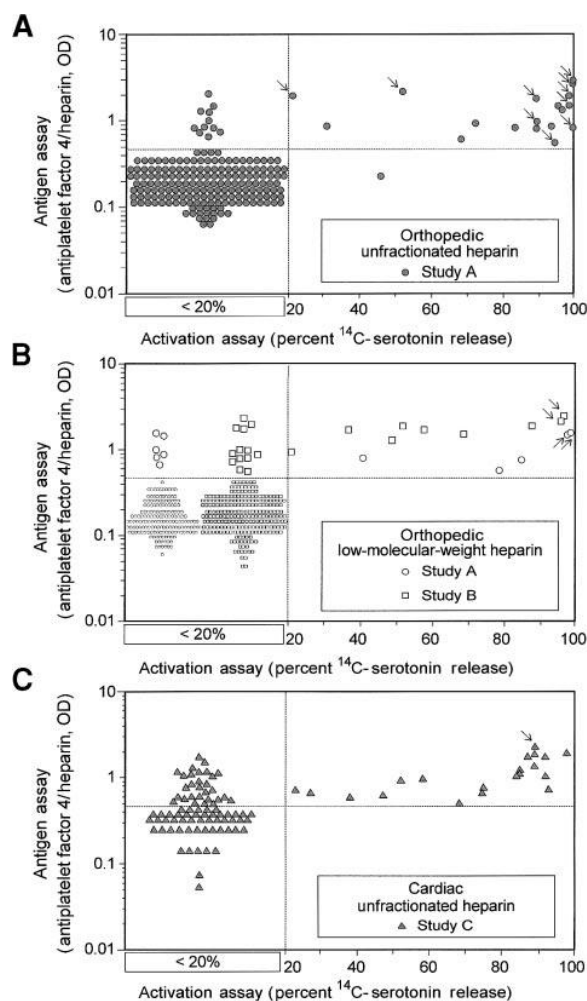 A
Antigen assay
(antiplatelet factor 4/heparin, OD)
10
1
0.1
0.01
Orthopedic
unfractionated heparin
Study A
< 20%
20 40 60 80 100
Activation assay (percent 14C-serotonin release)
B
Antigen assay
(antiplatelet factor 4/heparin, OD)
10
1
0.1
0.01
Orthopedic
low-molecular-weight heparin
Study A
Study B
< 20%
20 40 60 80 100
Activation assay (percent 14C-serotonin release)
C
Antigen assay
(antiplatelet factor 4/heparin, OD)
10
1
0.1
0.01
Cardiac
unfractionated heparin
Study C
< 20%
20 40 60 80 100
Activation assay (percent 14C-serotonin release)